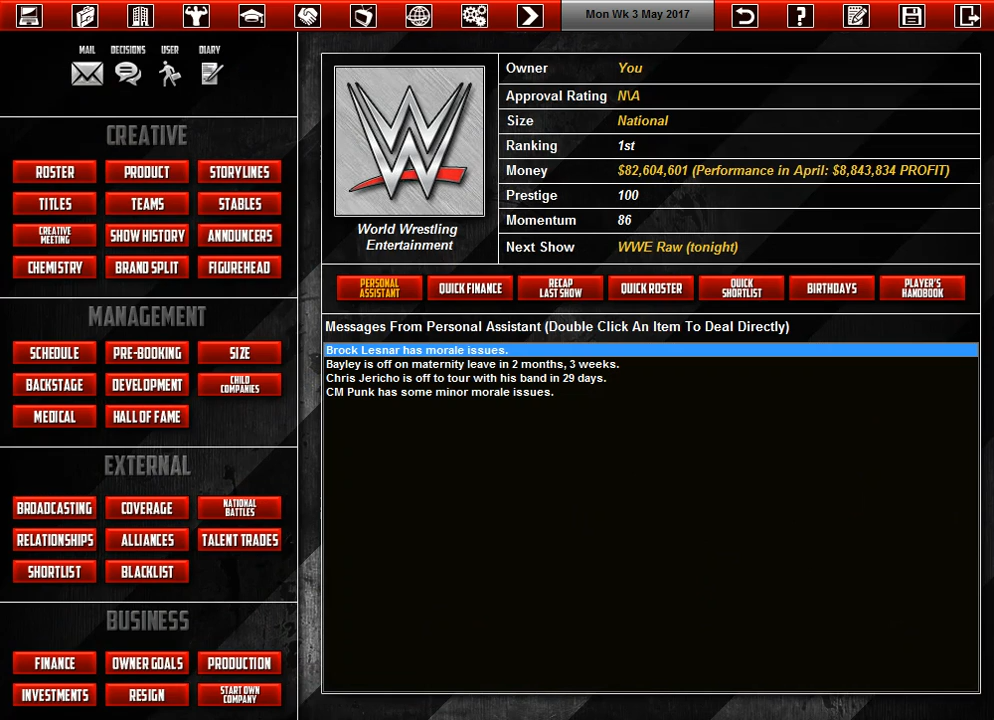 Mon Wk 3 May 2017
MAIL DECISIONS USER DIARY
CREATIVE
ROSTER PRODUCT STORYLINES
TITLES TEAMS STABLES
CREATIVE MEETING SHOW HISTORY ANNOUNCERS
CHEMISTRY BRAND SPLIT FIGUREHEAD
MANAGEMENT
SCHEDULE PRE-BOOKING SIZE
BACKSTAGE DEVELOPMENT CHILD COMPANIES
MEDICAL HALL OF FAME
EXTERNAL
BROADCASTING COVERAGE NATIONAL BATTLES
RELATIONSHIPS ALLIANCES TALENT TRADES
SHORTLIST BLACKLIST
BUSINESS
FINANCE OWNER GOALS PRODUCTION
INVESTMENTS RESIGN START OWN COMPANY
World Wrestling
Entertainment
Owner You
Approval Rating N\A
Size National
Ranking 1st
Money $82,604,601 (Performance in April: $8,843,834 PROFIT)
Prestige 100
Momentum 86
Next Show WWE Raw (tonight)
PERSONAL ASSISTANT QUICK FINANCE RECAP LAST SHOW QUICK ROSTER QUICK SHORTLIST BIRTHDAYS PLAYER'S HANDBOOK
Messages From Personal Assistant (Double Click An Item To Deal Directly)
Brock Lesnar has morale issues.
Bayley is off on maternity leave in 2 months, 3 weeks.
Chris Jericho is off to tour with his band in 29 days.
CM Punk has some minor morale issues.